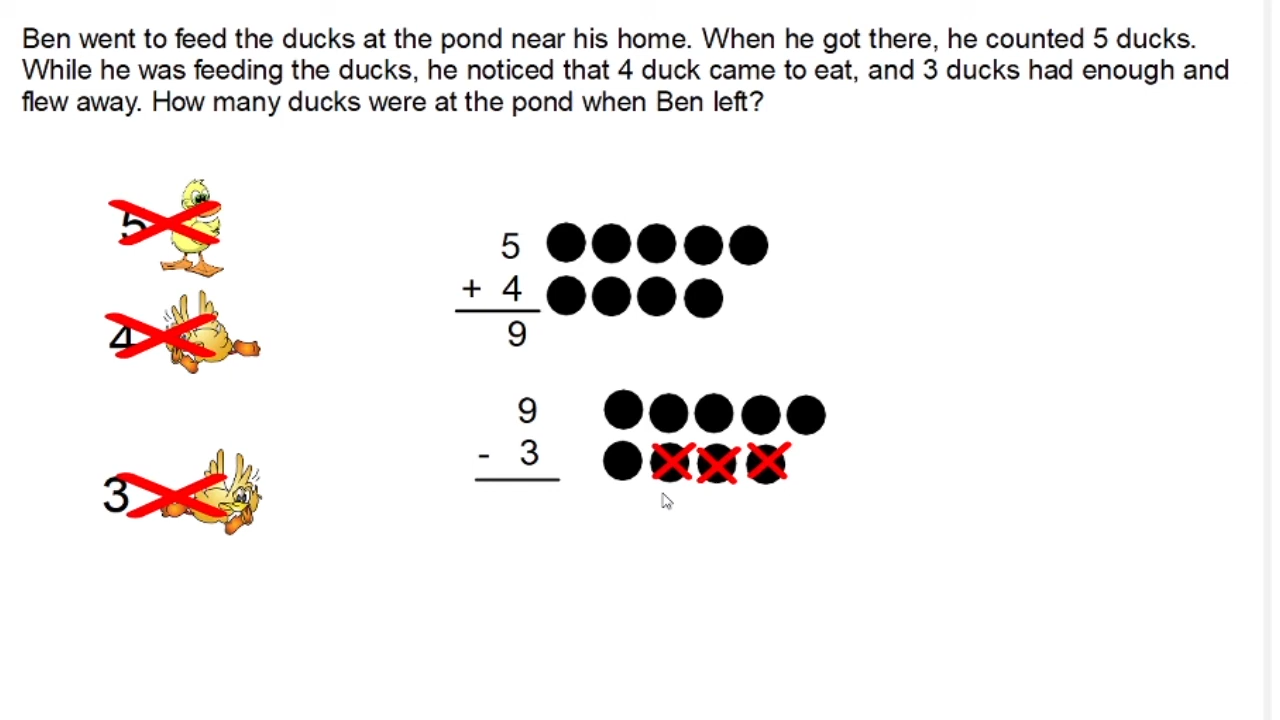 Ben went to feed the ducks at the pond near his home. When he got there, he counted 5 ducks.
While he was feeding the ducks, he noticed that 4 duck came to eat, and 3 ducks had enough and
flew away. How many ducks were at the pond when Ben left?
5
4
3
5
+ 4
9
9
- 3